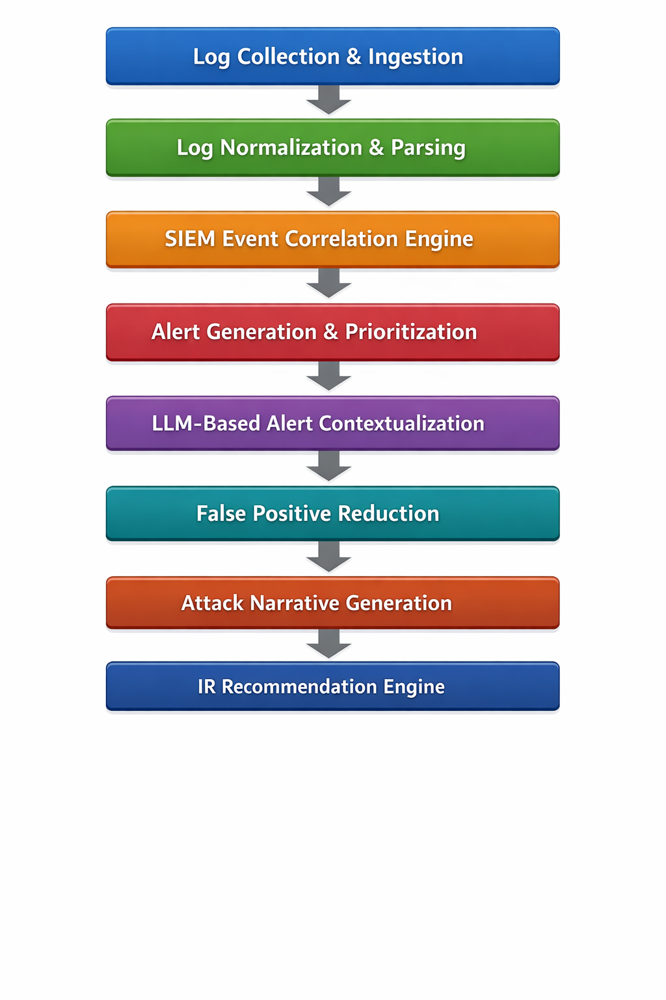 Log Collection & Ingestion
Log Normalization & Parsing
SIEM Event Correlation Engine
Alert Generation & Prioritization
LLM-Based Alert Contextualization
False Positive Reduction
Attack Narrative Generation
IR Recommendation Engine